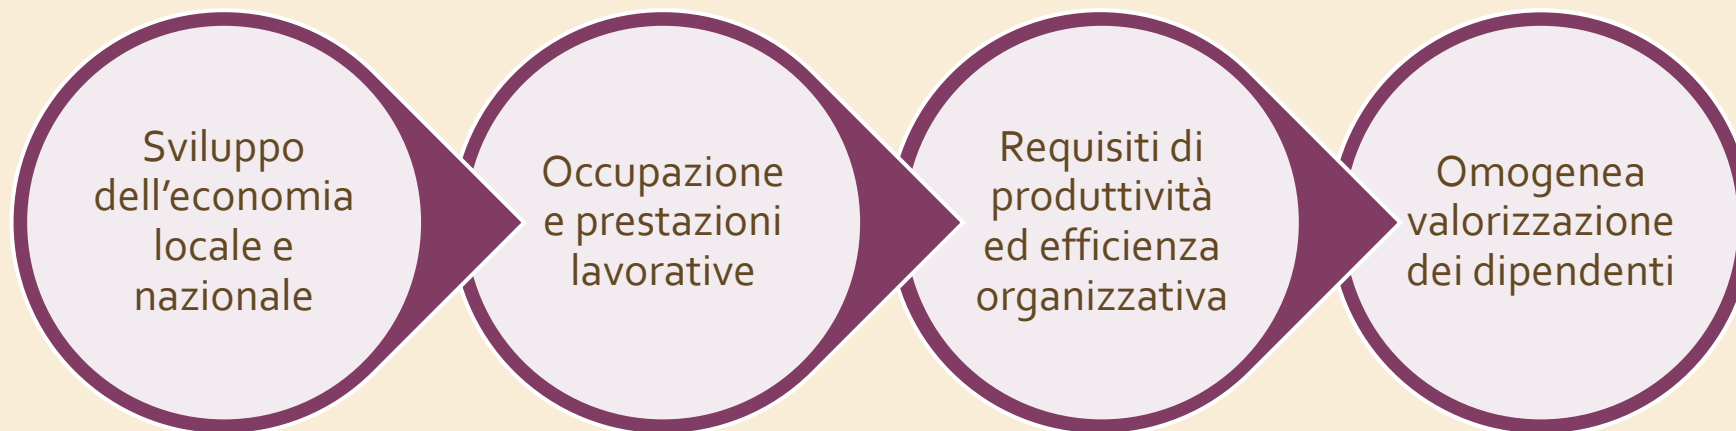 Sviluppo
dell’economia
locale e
nazionale
Occupazione
e prestazioni
lavorative
Requisiti di
produttività
ed efficienza
organizzativa
Omogenea
valorizzazione
dei dipendenti